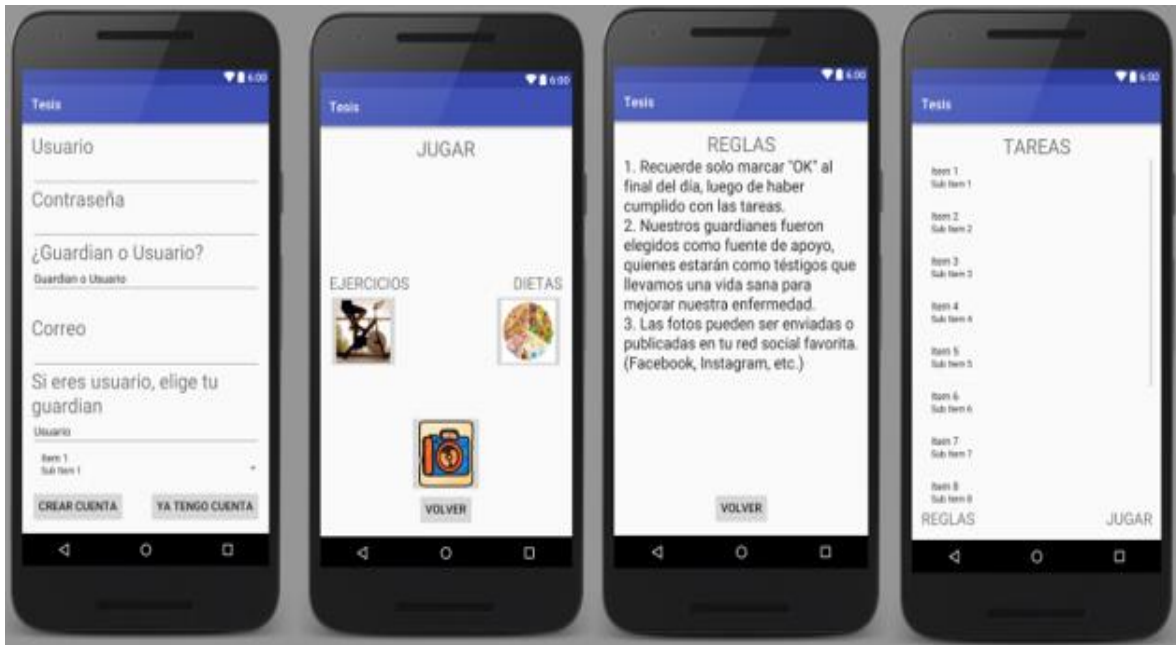 6:00
Tesis
Usuario
Contraseña
¿Guardian o Usuario?
Guardian o Usuario
Correo
Si eres usuario, elige tu
guardian
Usuario
Item 1
Sub Item 1
CREAR CUENTA
YA TENGO CUENTA
6:00
Tesis
JUGAR
EJERCICIOS
DIETAS
VOLVER
6:00
Tesis
REGLAS
1. Recuerde solo marcar "OK" al
final del día, luego de haber
cumplido con las tareas.
2. Nuestros guardianes fueron
elegidos como fuente de apoyo,
quienes estarán como téstigos que
llevamos una vida sana para
mejorar nuestra enfermedad.
3. Las fotos pueden ser enviadas o
publicadas en tu red social favorita.
(Facebook, Instagram, etc.)
VOLVER
6:00
Tesis
TAREAS
Item 1
Sub Item 1
Item 2
Sub Item 2
Item 3
Sub Item 3
Item 4
Sub Item 4
Item 5
Sub Item 5
Item 6
Sub Item 6
Item 7
Sub Item 7
Item 8
Sub Item 8
REGLAS
JUGAR